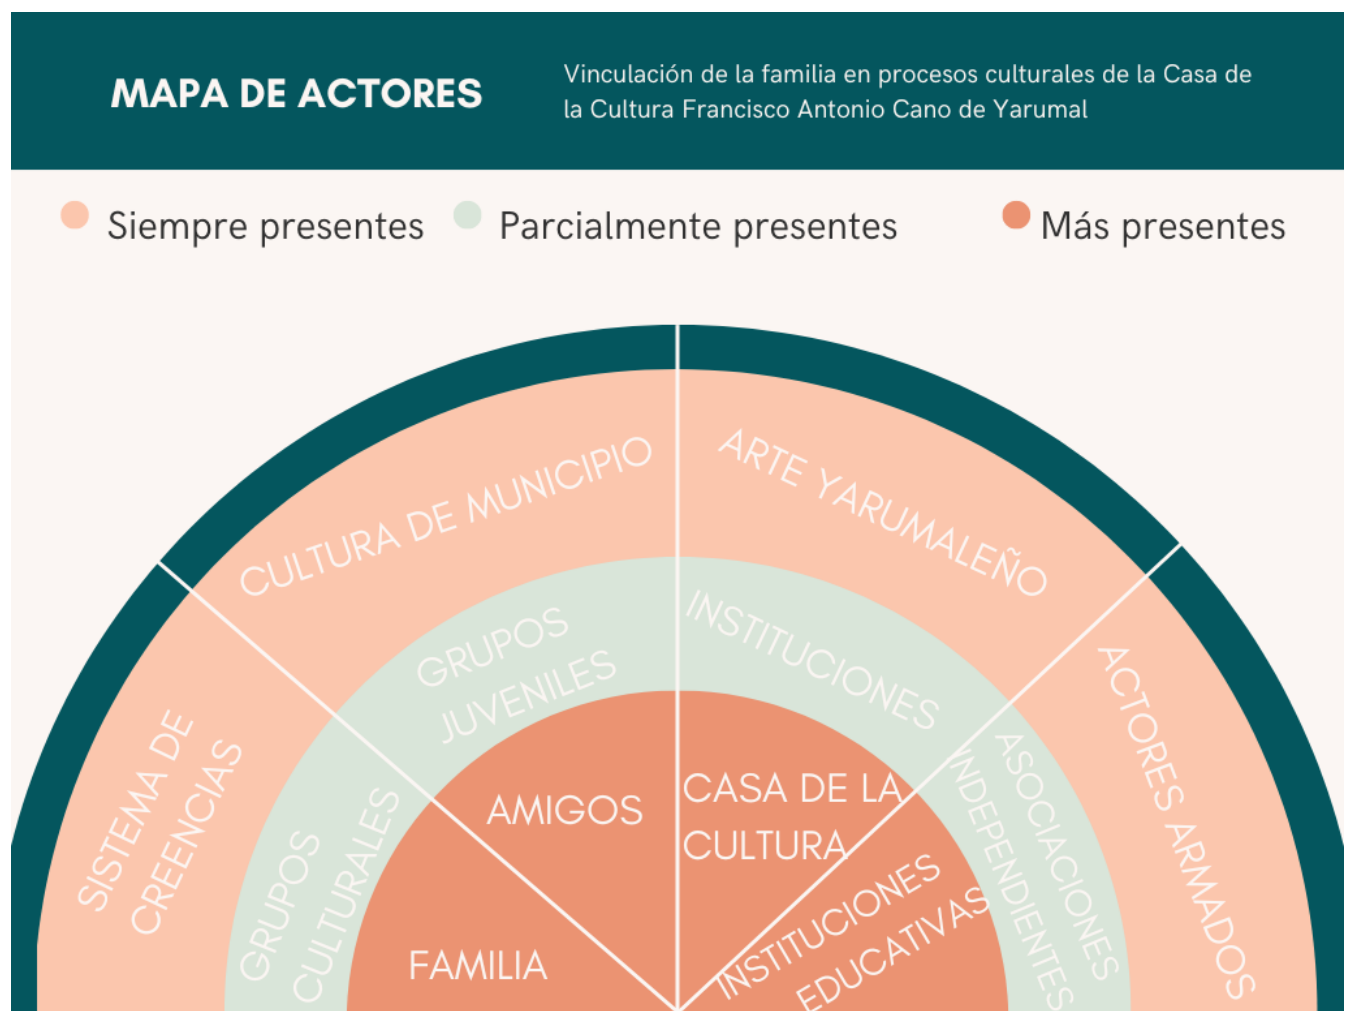 MAPA DE ACTORES
Vinculación de la familia en procesos culturales de la Casa de
la Cultura Francisco Antonio Cano de Yarumal
Siempre presentes
Parcialmente presentes
Más presentes
SISTEMA DE
CREENCIAS
CULTURA DE MUNICIPIO
ARTE YARUMALEÑO
ACTORES ARMADOS
GRUPOS
CULTURALES
GRUPOS
JUVENILES
INSTITUCIONES
ASOCIACIONES
INDEPENDIENTES
FAMILIA
AMIGOS
CASA DE LA
CULTURA
INSTITUCIONES
EDUCATIVAS